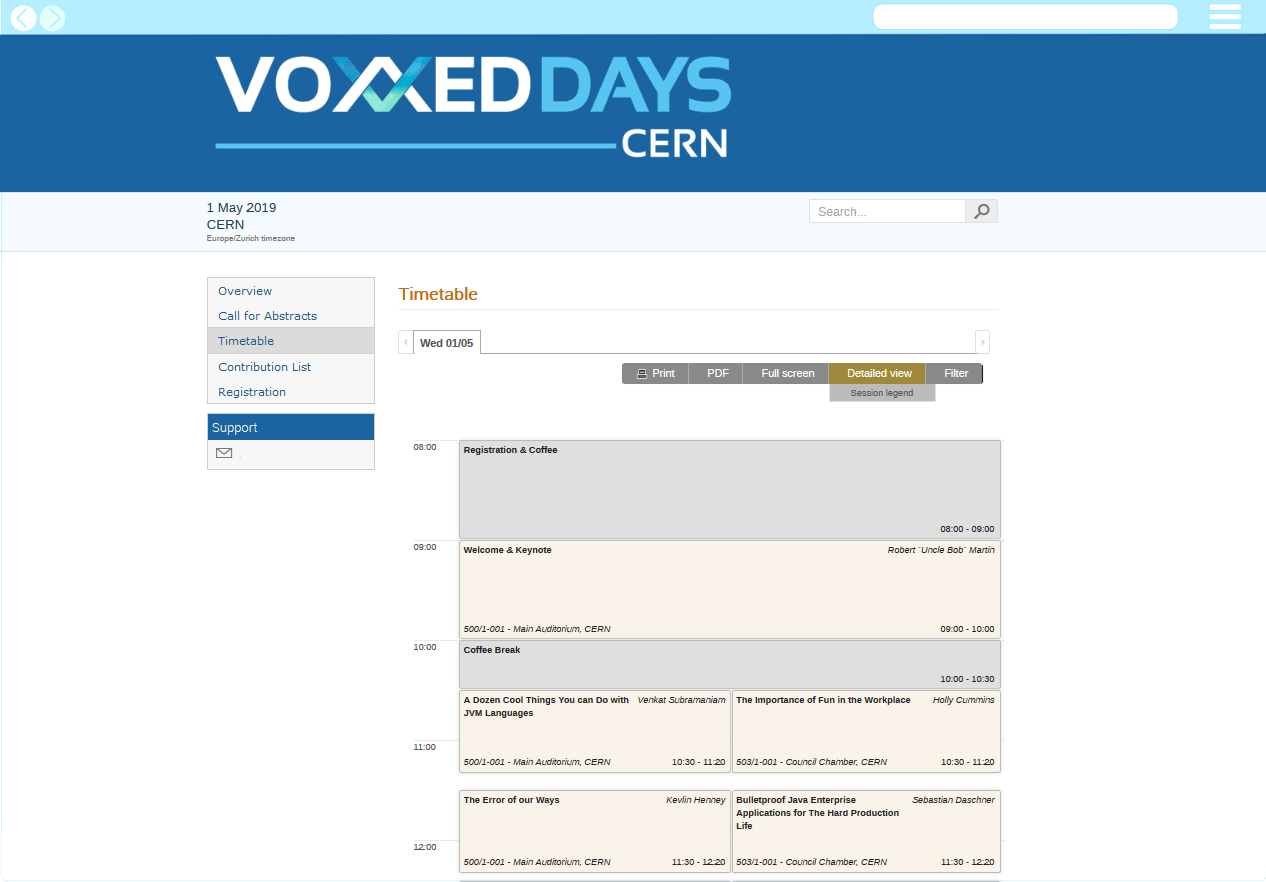 VOXXED DAYS
CERN
1 May 2019
CERN
Europe/Zurich timezone
Search...
Overview
Call for Abstracts
Timetable
Contribution List
Registration
Support
Timetable
Wed 01/05
Print PDF Full screen Detailed view Filter
Session legend
08:00
Registration & Coffee
08:00 - 09:00
09:00
Welcome & Keynote Robert ¨Uncle Bob¨ Martin
500/1-001 - Main Auditorium, CERN 09:00 - 10:00
10:00
Coffee Break
10:00 - 10:30
A Dozen Cool Things You can Do with Venkat Subramaniam
JVM Languages
500/1-001 - Main Auditorium, CERN 10:30 - 11:20
The Importance of Fun in the Workplace Holly Cummins
503/1-001 - Council Chamber, CERN 10:30 - 11:20
11:00
The Error of our Ways Kevlin Henney
500/1-001 - Main Auditorium, CERN 11:30 - 12:20
Bulletproof Java Enterprise Sebastian Daschner
Applications for The Hard Production
Life
503/1-001 - Council Chamber, CERN 11:30 - 12:20
12:00